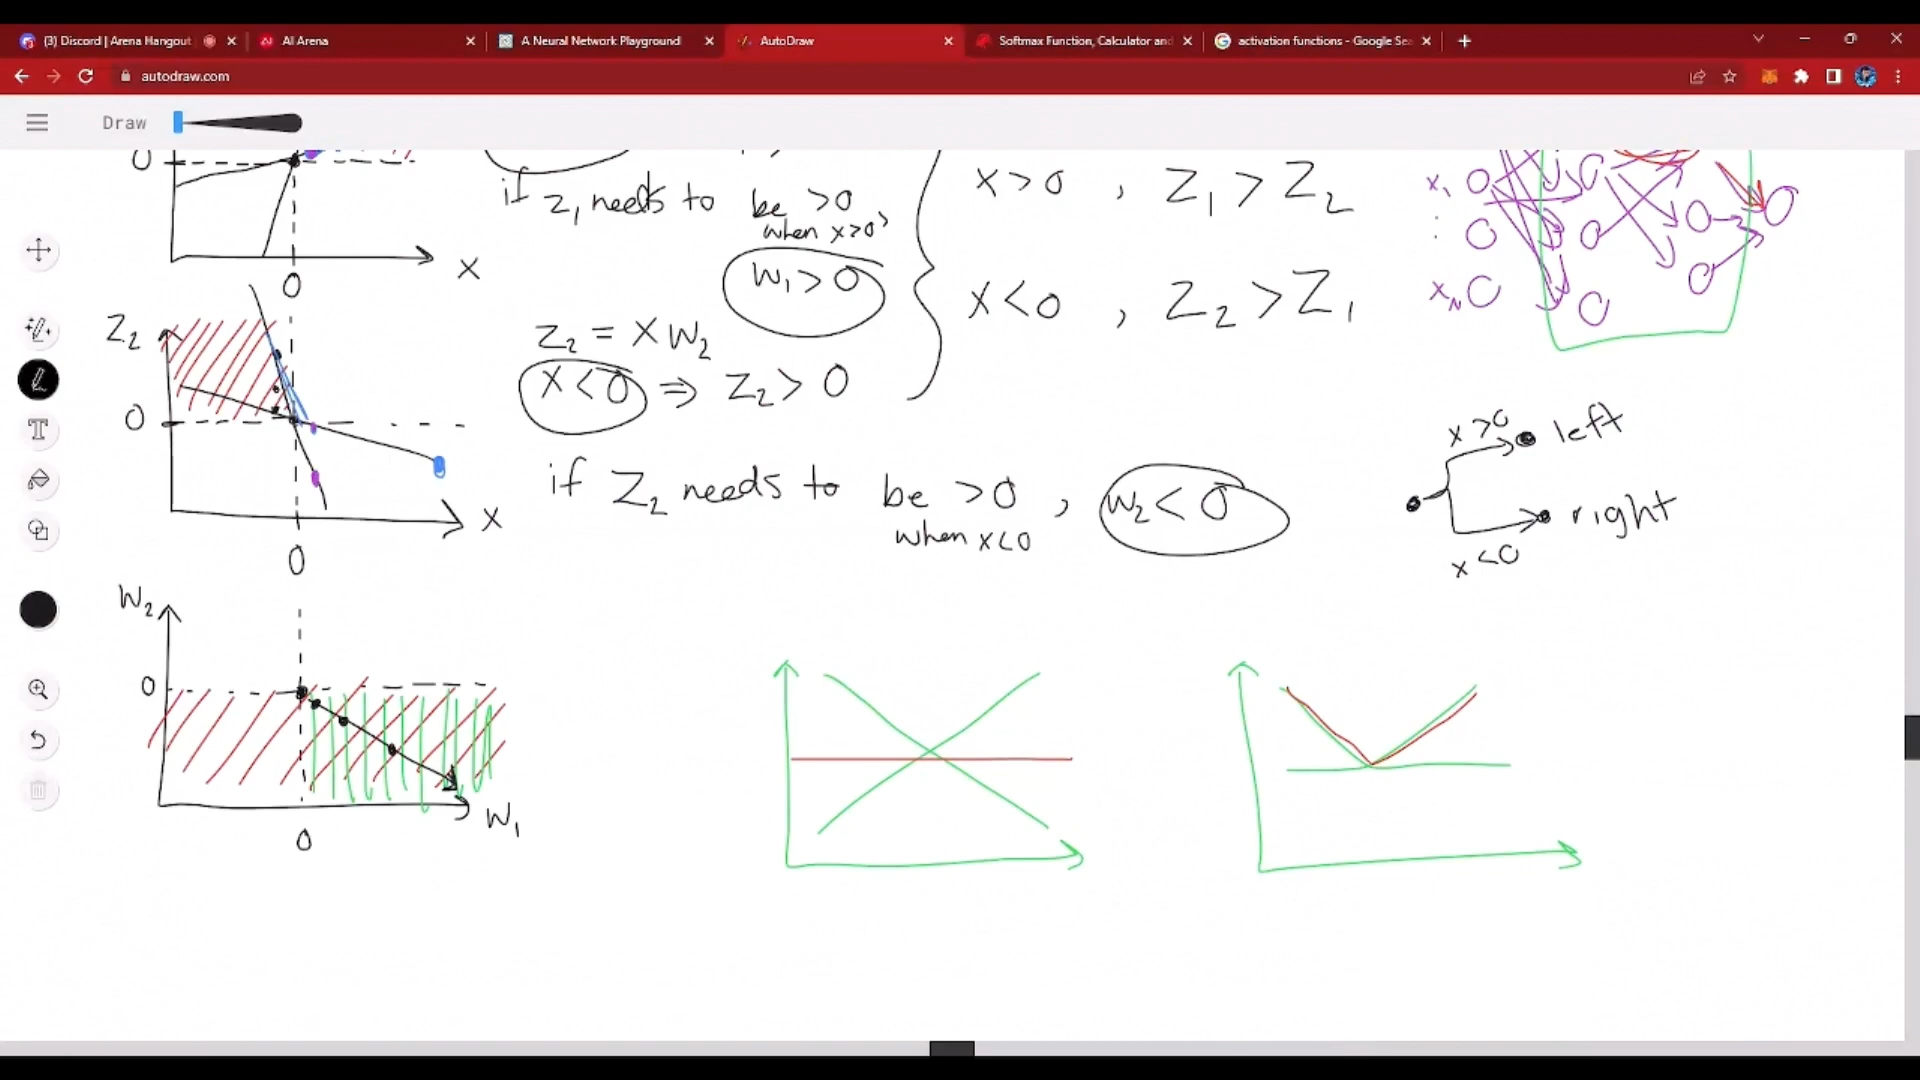 (3) Discord | Arena Hangout
AI Arena
A Neural Network Playground
AutoDraw
Softmax Function, Calculator and
activation functions - Google Sea
autodraw.com
Draw
0
x
0
if z₁ needs to be >0
when x>0,
w₁ > 0
x > 0 , Z₁ > Z₂
x < 0 , Z₂ > Z₁
x₁
:
xₙ
Z₂
0
x
0
z₂ = x w₂
x < 0 ⇒ z₂ > 0
if Z₂ needs to be >0 , w₂ < 0
when x<0
x > 0
left
right
x < 0
W₂
0
W₁
0